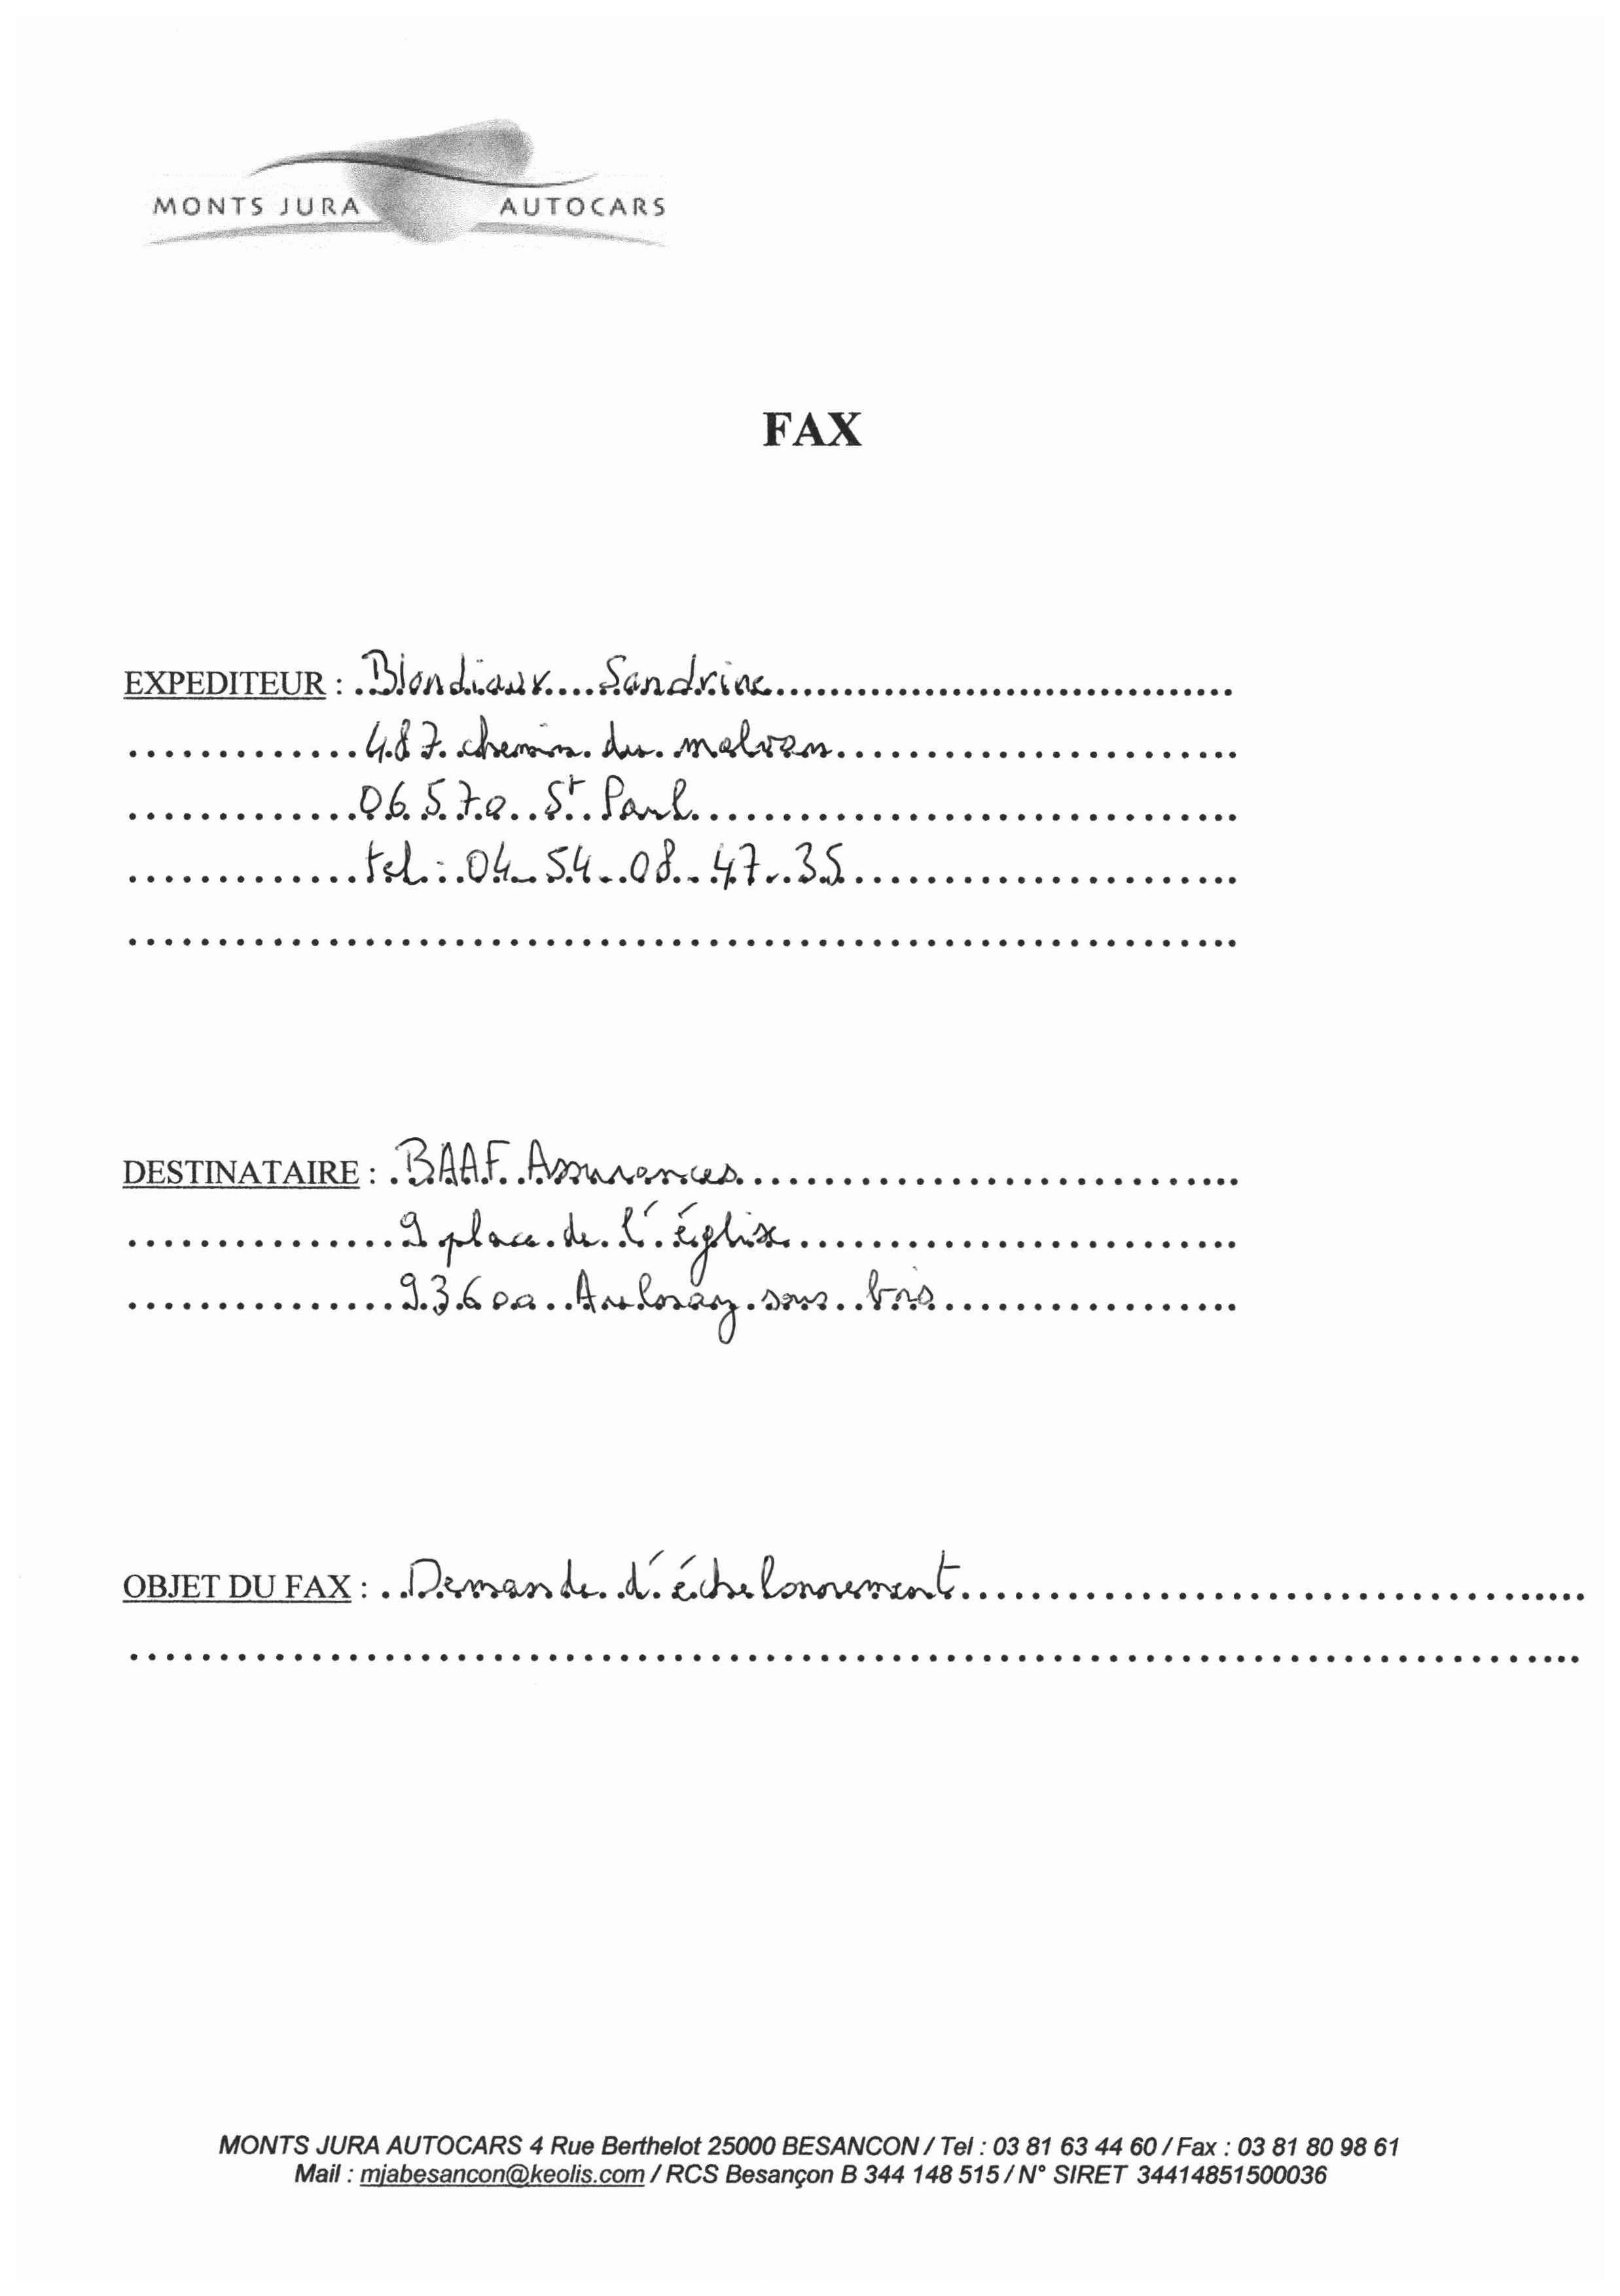 MONTS JURA AUTOCARS
FAX
EXPEDITEUR : Blondiaux Sandrine
487 chemin du malvan
06570 St Paul
tel : 04 54 08 47 35
DESTINATAIRE : BAAF Assurances
9 place de l'église
93600 Aulnay sous bois
OBJET DU FAX : Demande d'échelonnement
MONTS JURA AUTOCARS 4 Rue Berthelot 25000 BESANCON / Tel : 03 81 63 44 60 / Fax : 03 81 80 98 61
Mail : mjabesancon@keolis.com / RCS Besançon B 344 148 515 / N° SIRET 34414851500036